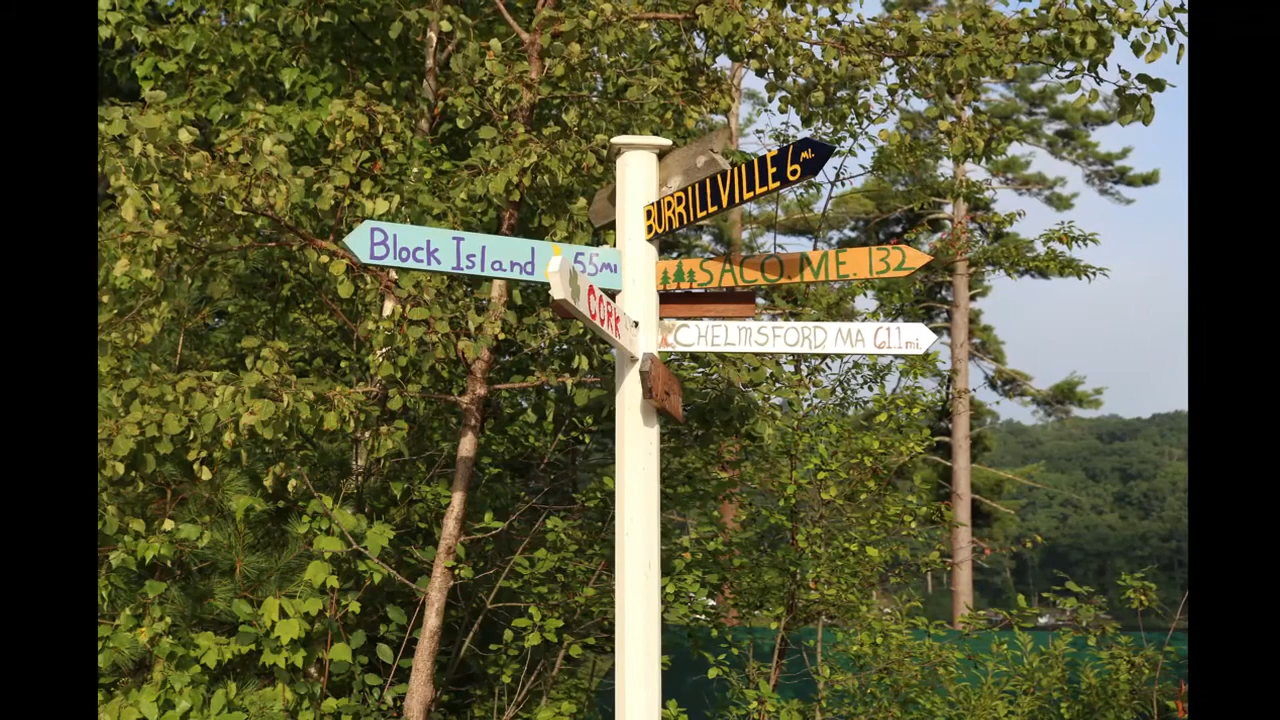 BURRILLVILLE 6 MI.
Block Island 55 MI
SACO, ME. 132
CORK
CHELMSFORD, MA 61.1 mi.